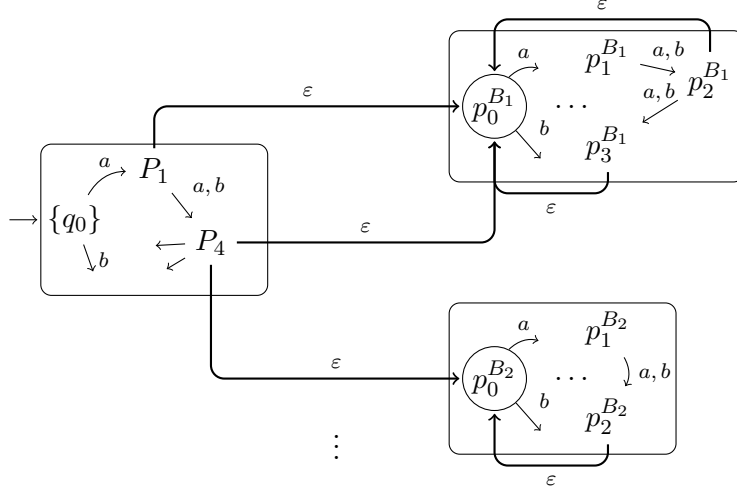 ε
a p_1^{B_1} a, b
p_2^{B_1}
ε p_0^{B_1} ... a, b
b p_3^{B_1}
a P_1
a, b ε
{q_0} ε
P_4
b
a p_1^{B_2}
ε p_0^{B_2} ... a, b
b p_2^{B_2}
⋮
ε